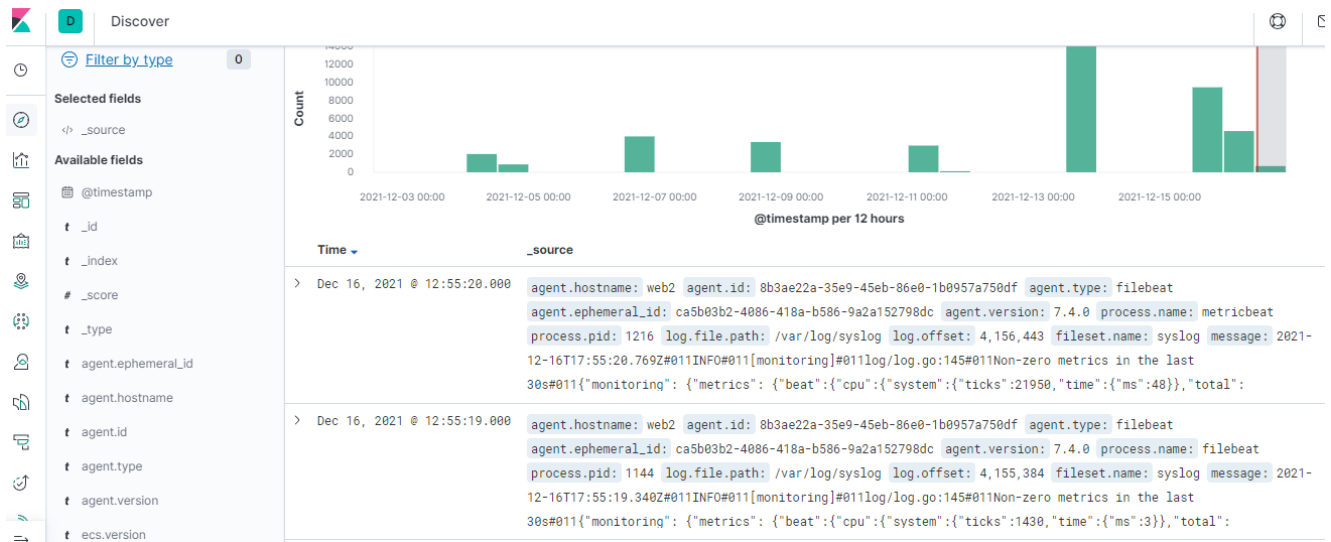 D Discover
Filter by type 0
Selected fields
</> _source
Available fields
@timestamp
t _id
t _index
# _score
t _type
t agent.ephemeral_id
t agent.hostname
t agent.id
t agent.type
t agent.version
t ecs.version
Count
14000
12000
10000
8000
6000
4000
2000
0
2021-12-03 00:00 2021-12-05 00:00 2021-12-07 00:00 2021-12-09 00:00 2021-12-11 00:00 2021-12-13 00:00 2021-12-15 00:00
@timestamp per 12 hours
Time _source
Dec 16, 2021 @ 12:55:20.000 agent.hostname: web2 agent.id: 8b3ae22a-35e9-45eb-86e0-1b0957a750df agent.type: filebeat
agent.ephemeral_id: ca5b03b2-4086-418a-b586-9a2a152798dc agent.version: 7.4.0 process.name: metricbeat
process.pid: 1216 log.file.path: /var/log/syslog log.offset: 4,156,443 fileset.name: syslog message: 2021-
12-16T17:55:20.769Z#011INFO#011[monitoring]#011log/log.go:145#011Non-zero metrics in the last
30s#011{"monitoring": {"metrics": {"beat":{"cpu":{"system":{"ticks":21950,"time":{"ms":48}},"total":
Dec 16, 2021 @ 12:55:19.000 agent.hostname: web2 agent.id: 8b3ae22a-35e9-45eb-86e0-1b0957a750df agent.type: filebeat
agent.ephemeral_id: ca5b03b2-4086-418a-b586-9a2a152798dc agent.version: 7.4.0 process.name: filebeat
process.pid: 1144 log.file.path: /var/log/syslog log.offset: 4,155,384 fileset.name: syslog message: 2021-
12-16T17:55:19.340Z#011INFO#011[monitoring]#011log/log.go:145#011Non-zero metrics in the last
30s#011{"monitoring": {"metrics": {"beat":{"cpu":{"system":{"ticks":1430,"time":{"ms":3}},"total":